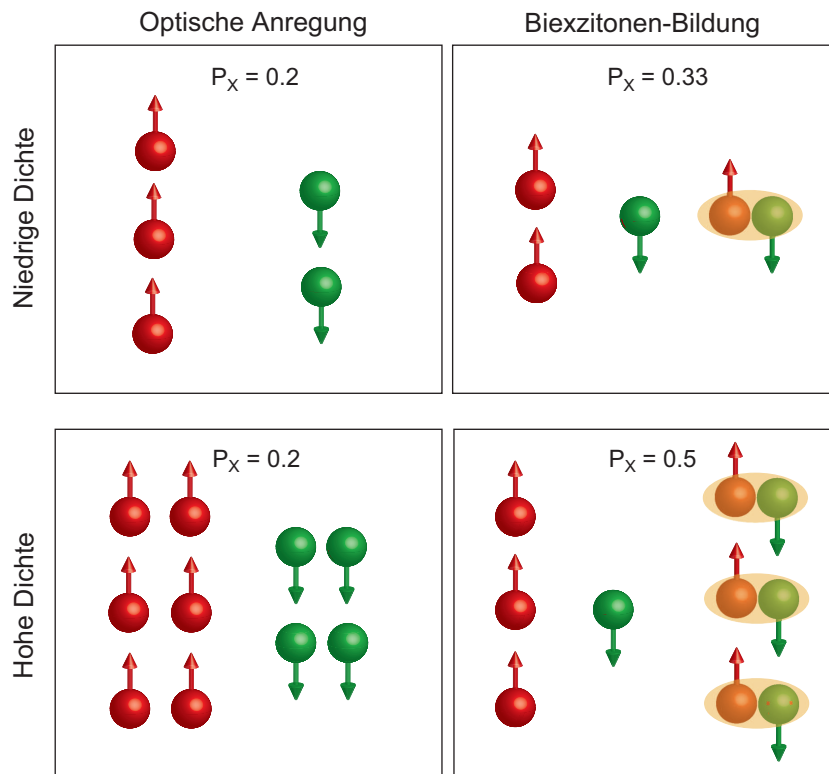 Optische Anregung
Biexzitonen-Bildung
Niedrige Dichte
P_X = 0.2
P_X = 0.33
Hohe Dichte
P_X = 0.2
P_X = 0.5